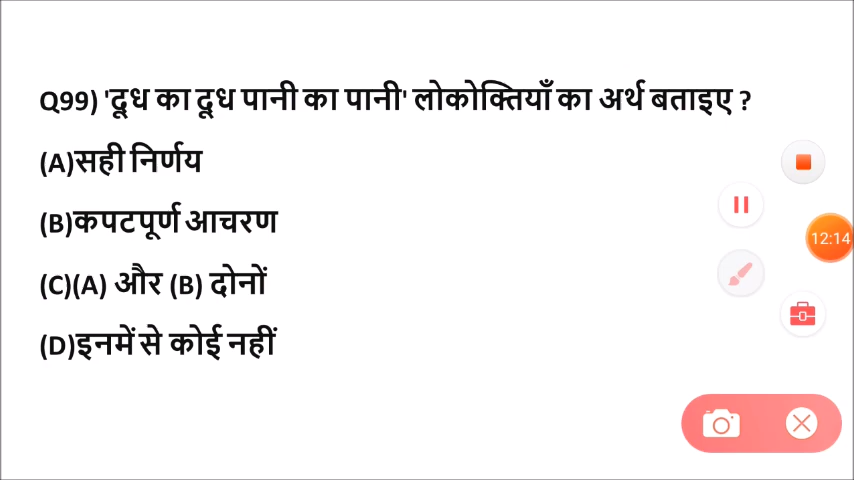 Q99) 'दूध का दूध पानी का पानी' लोकोक्तियाँ का अर्थ बताइए ?
(A)सही निर्णय
(B)कपटपूर्ण आचरण
(C)(A) और (B) दोनों
(D)इनमें से कोई नहीं
12:14